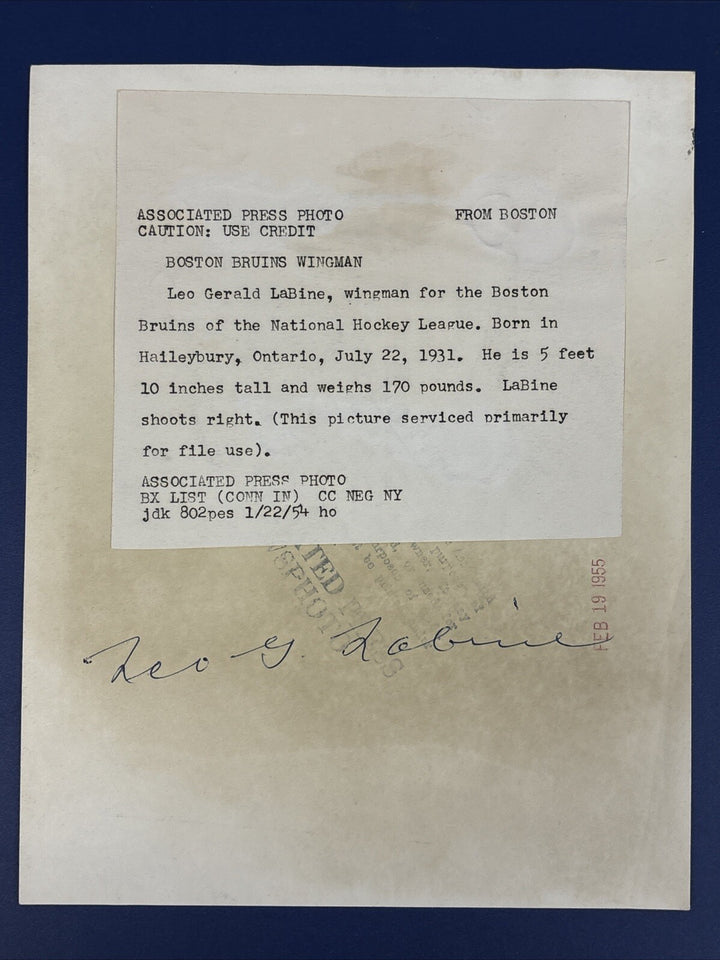 ASSOCIATED PRESS PHOTO FROM BOSTON
CAUTION: USE CREDIT
BOSTON BRUINS WINGMAN
Leo Gerald LaBine, wingman for the Boston
Bruins of the National Hockey League. Born in
Haileybury, Ontario, July 22, 1931. He is 5 feet
10 inches tall and weighs 170 pounds. LaBine
shoots right. (This picture serviced primarily
for file use).
ASSOCIATED PRESS PHOTO
BX LIST (CONN IN) CC NEG NY
jdk 802pes 1/22/54 ho
FEB 19 1955
Leo G. Labine